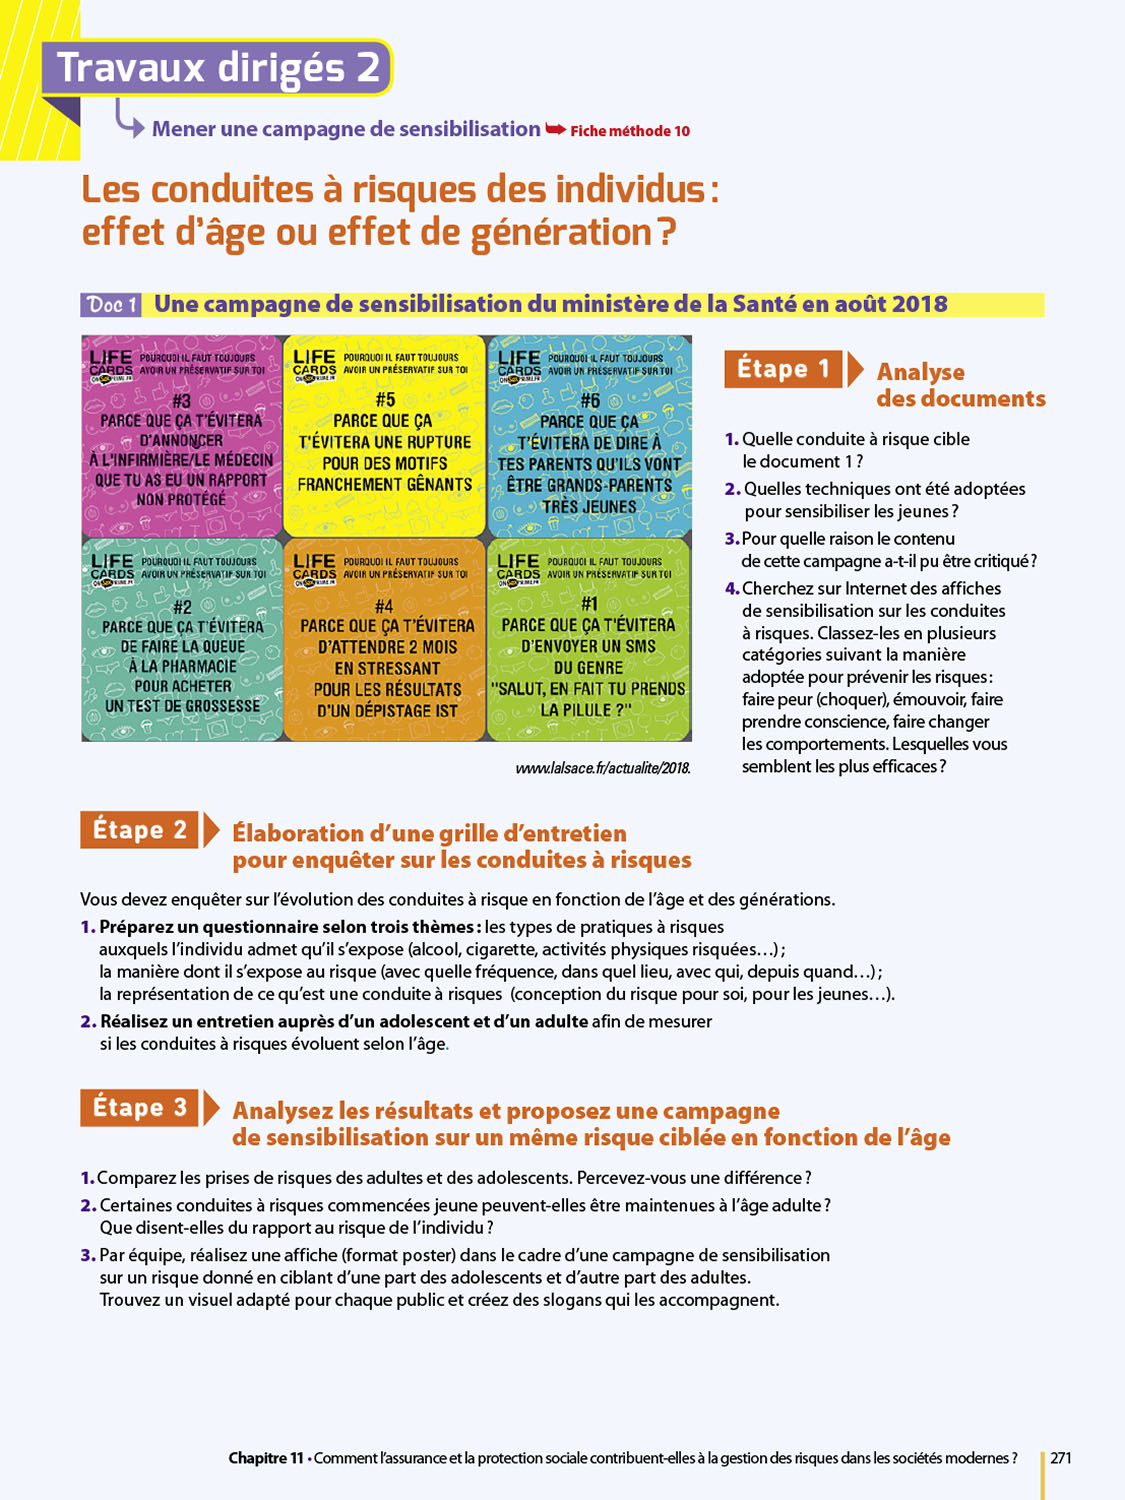 Travaux dirigés 2
Mener une campagne de sensibilisation ➥ Fiche méthode 10
Les conduites à risques des individus :
effet d'âge ou effet de génération ?
Doc 1 Une campagne de sensibilisation du ministère de la Santé en août 2018
LIFE CARDS
ONSEXPRIME.FR
POURQUOI IL FAUT TOUJOURS
AVOIR UN PRÉSERVATIF SUR TOI
#3
PARCE QUE ÇA T'ÉVITERA
D'ANNONCER
À L'INFIRMIÈRE/LE MÉDECIN
QUE TU AS EU UN RAPPORT
NON PROTÉGÉ
LIFE CARDS
ONSEXPRIME.FR
POURQUOI IL FAUT TOUJOURS
AVOIR UN PRÉSERVATIF SUR TOI
#5
PARCE QUE ÇA
T'ÉVITERA UNE RUPTURE
POUR DES MOTIFS
FRANCHEMENT GÊNANTS
LIFE CARDS
ONSEXPRIME.FR
POURQUOI IL FAUT TOUJOURS
AVOIR UN PRÉSERVATIF SUR TOI
#6
PARCE QUE ÇA
T'ÉVITERA DE DIRE À
TES PARENTS QU'ILS VONT
ÊTRE GRANDS-PARENTS
TRÈS JEUNES
LIFE CARDS
ONSEXPRIME.FR
POURQUOI IL FAUT TOUJOURS
AVOIR UN PRÉSERVATIF SUR TOI
#2
PARCE QUE ÇA T'ÉVITERA
DE FAIRE LA QUEUE
À LA PHARMACIE
POUR ACHETER
UN TEST DE GROSSESSE
LIFE CARDS
ONSEXPRIME.FR
POURQUOI IL FAUT TOUJOURS
AVOIR UN PRÉSERVATIF SUR TOI
#4
PARCE QUE ÇA T'ÉVITERA
D'ATTENDRE 2 MOIS
EN STRESSANT
POUR LES RÉSULTATS
D'UN DÉPISTAGE IST
LIFE CARDS
ONSEXPRIME.FR
POURQUOI IL FAUT TOUJOURS
AVOIR UN PRÉSERVATIF SUR TOI
#1
PARCE QUE ÇA T'ÉVITERA
D'ENVOYER UN SMS
DU GENRE
"SALUT, EN FAIT TU PRENDS
LA PILULE ?"
www.lalsace.fr/actualite/2018.
Étape 1 Analyse
des documents
1. Quelle conduite à risque cible
le document 1 ?
2. Quelles techniques ont été adoptées
pour sensibiliser les jeunes ?
3. Pour quelle raison le contenu
de cette campagne a-t-il pu être critiqué ?
4. Cherchez sur Internet des affiches
de sensibilisation sur les conduites
à risques. Classez-les en plusieurs
catégories suivant la manière
adoptée pour prévenir les risques :
faire peur (choquer), émouvoir, faire
prendre conscience, faire changer
les comportements. Lesquelles vous
semblent les plus efficaces ?
Étape 2 Élaboration d'une grille d'entretien
pour enquêter sur les conduites à risques
Vous devez enquêter sur l'évolution des conduites à risque en fonction de l'âge et des générations.
1. Préparez un questionnaire selon trois thèmes : les types de pratiques à risques
auxquels l'individu admet qu'il s'expose (alcool, cigarette, activités physiques risquées…) ;
la manière dont il s'expose au risque (avec quelle fréquence, dans quel lieu, avec qui, depuis quand…) ;
la représentation de ce qu'est une conduite à risques (conception du risque pour soi, pour les jeunes…).
2. Réalisez un entretien auprès d'un adolescent et d'un adulte afin de mesurer
si les conduites à risques évoluent selon l'âge.
Étape 3 Analysez les résultats et proposez une campagne
de sensibilisation sur un même risque ciblée en fonction de l'âge
1. Comparez les prises de risques des adultes et des adolescents. Percevez-vous une différence ?
2. Certaines conduites à risques commencées jeune peuvent-elles être maintenues à l'âge adulte ?
Que disent-elles du rapport au risque de l'individu ?
3. Par équipe, réalisez une affiche (format poster) dans le cadre d'une campagne de sensibilisation
sur un risque donné en ciblant d'une part des adolescents et d'autre part des adultes.
Trouvez un visuel adapté pour chaque public et créez des slogans qui les accompagnent.
Chapitre 11 • Comment l'assurance et la protection sociale contribuent-elles à la gestion des risques dans les sociétés modernes ? 271